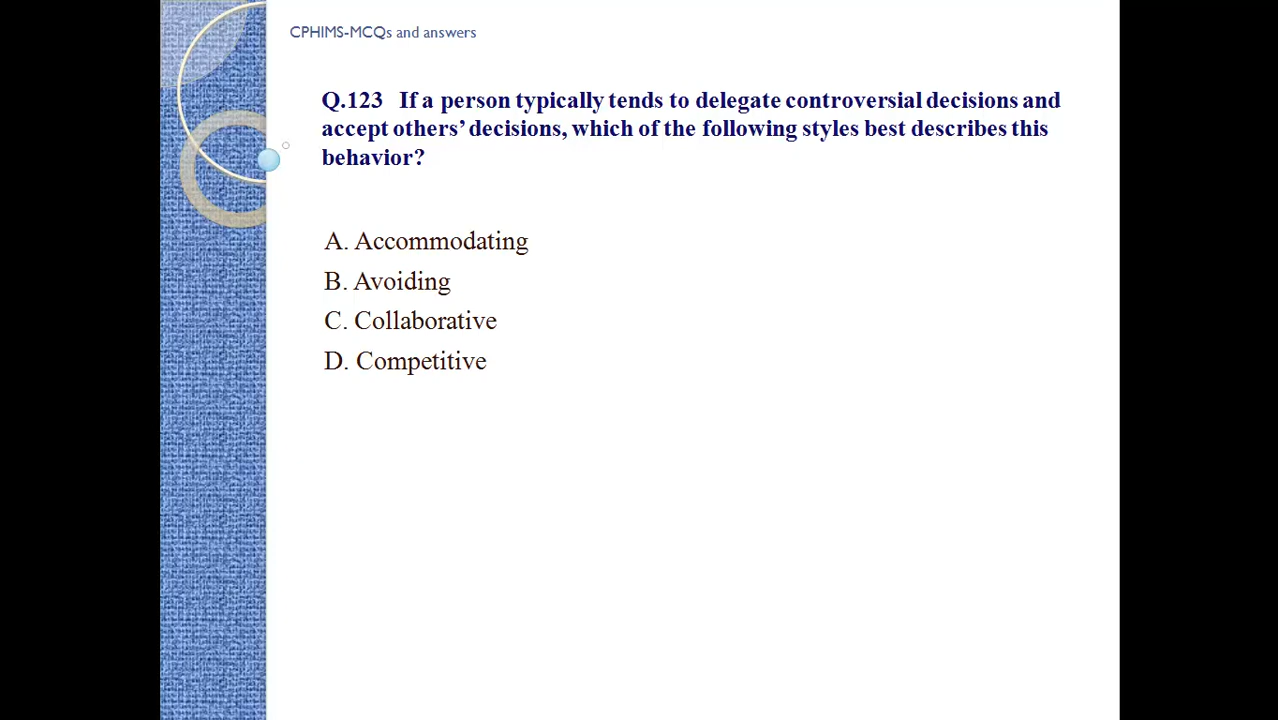 CPHIMS-MCQs and answers
Q.123 If a person typically tends to delegate controversial decisions and
accept others’ decisions, which of the following styles best describes this
behavior?
A. Accommodating
B. Avoiding
C. Collaborative
D. Competitive